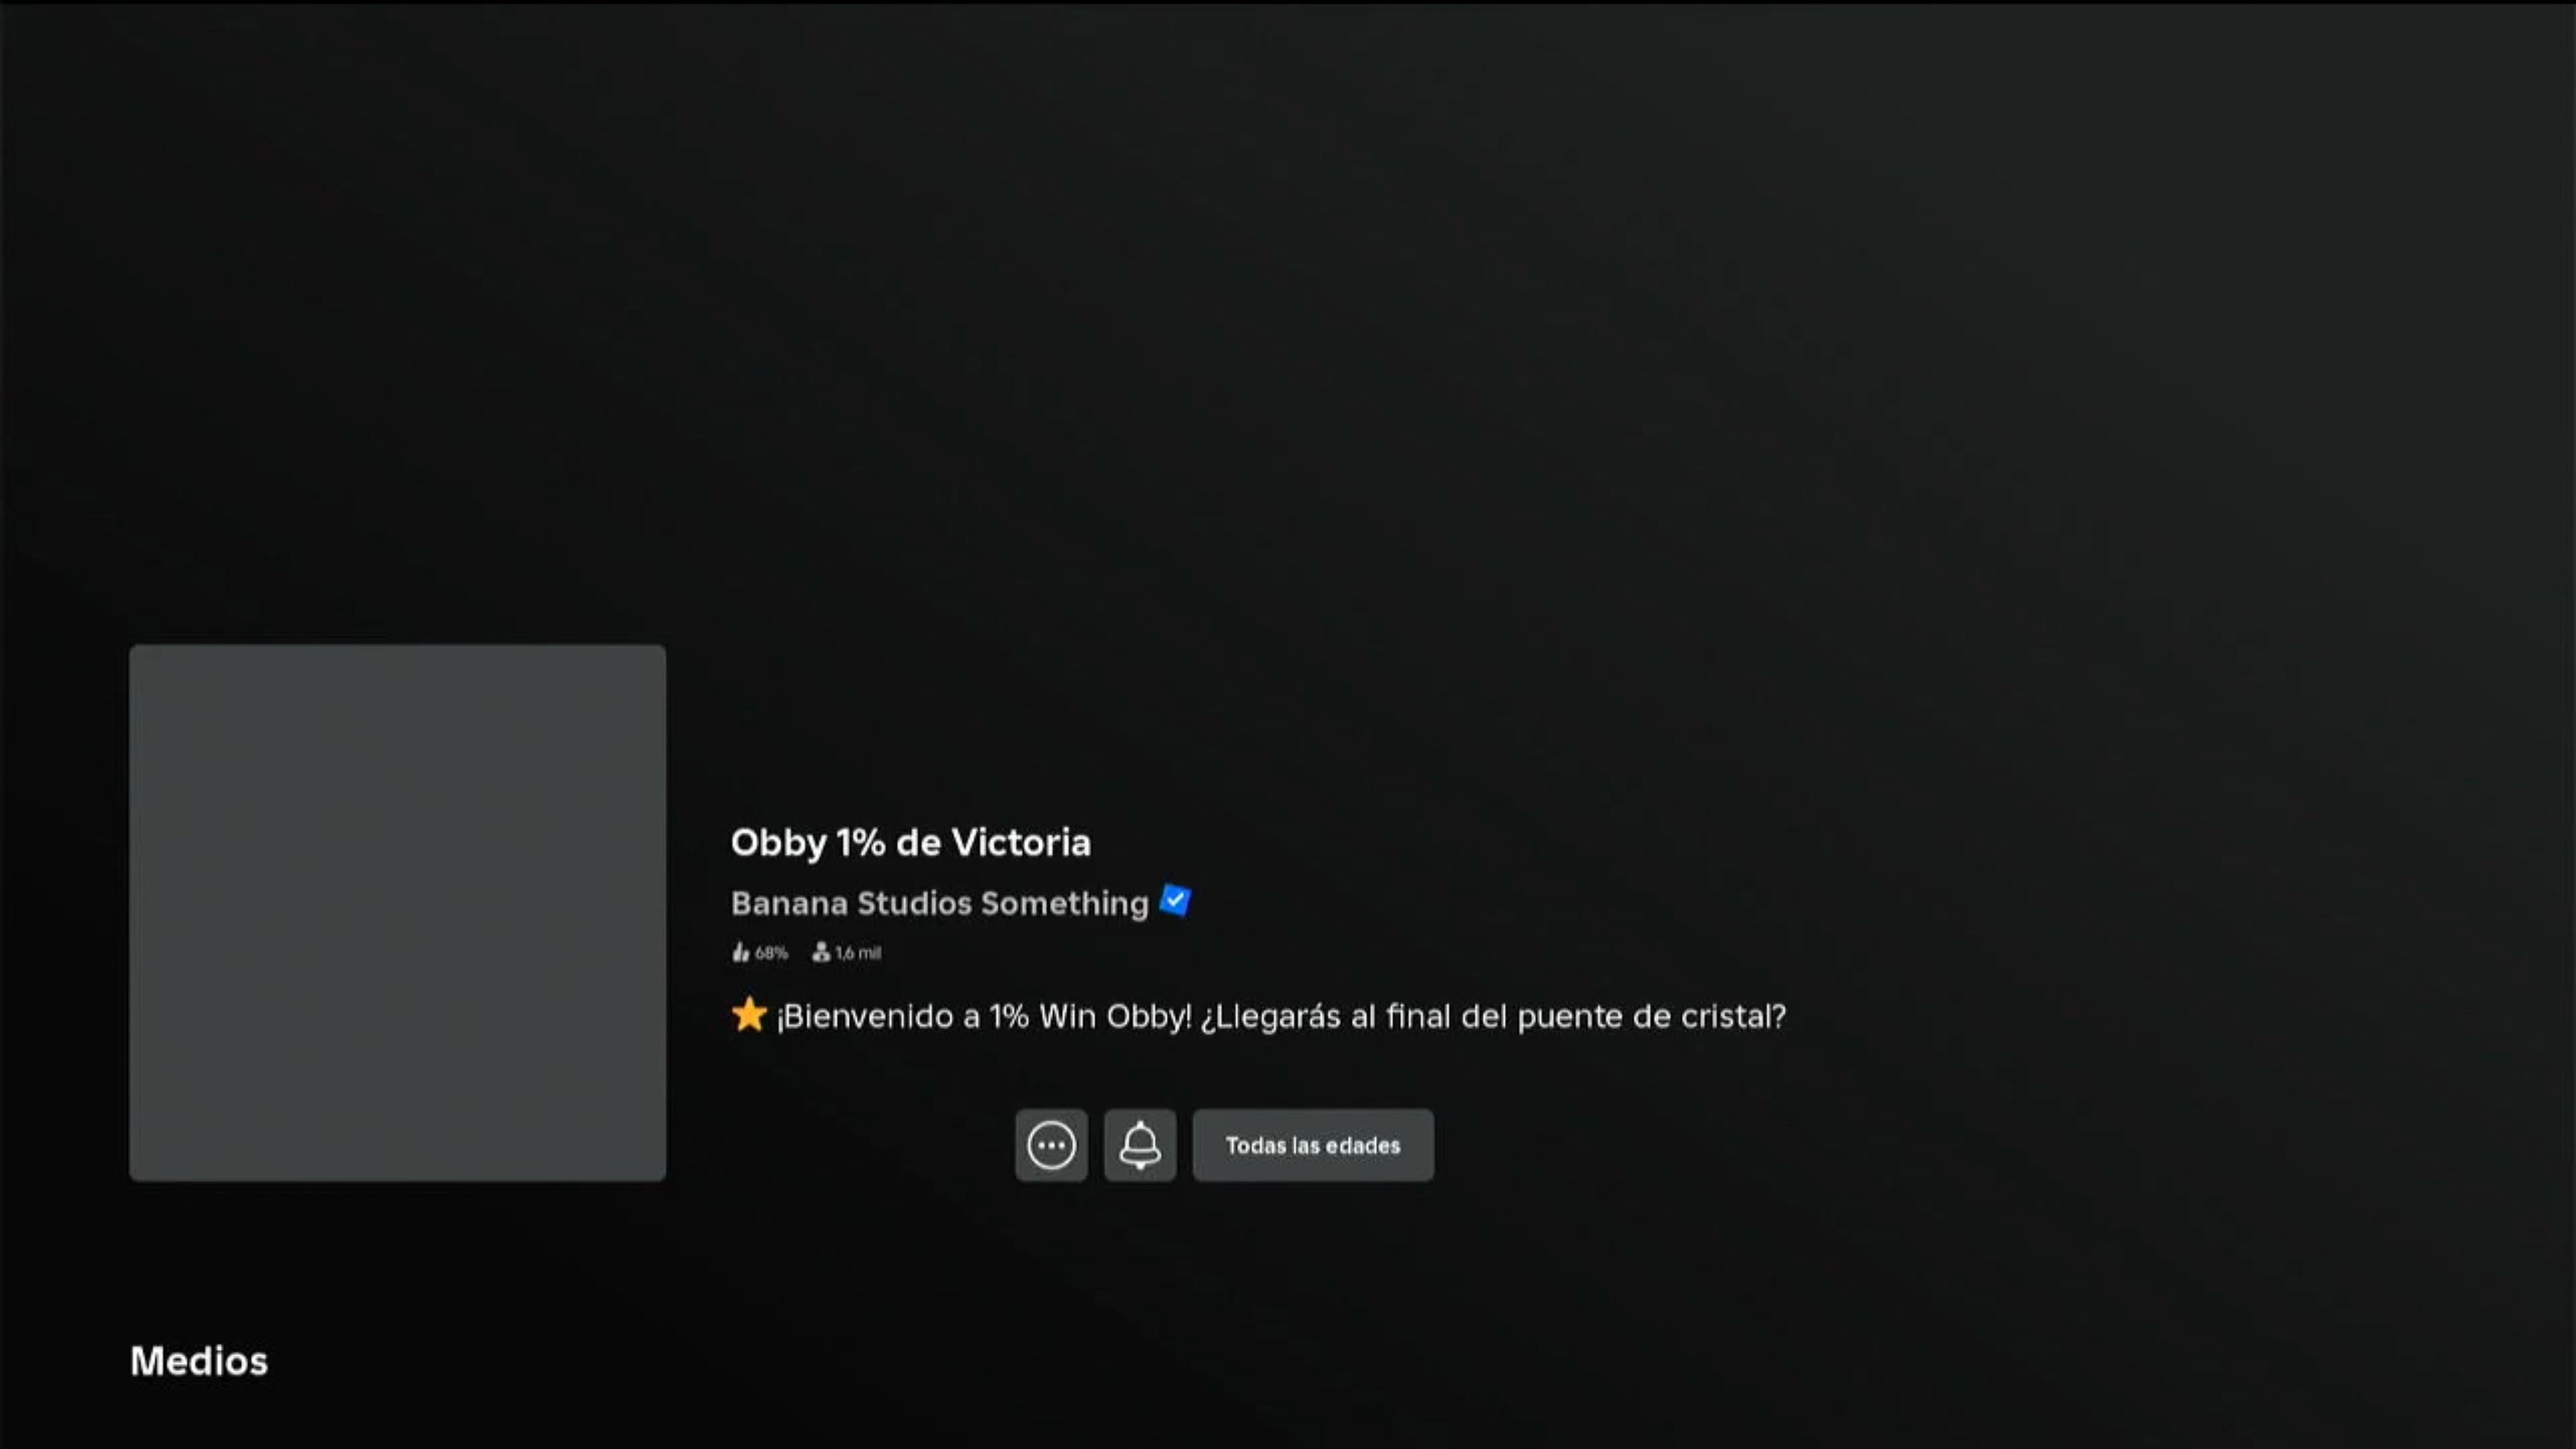 Obby 1% de Victoria
Banana Studios Something
68% 1,6 mil
¡Bienvenido a 1% Win Obby! ¿Llegarás al final del puente de cristal?
Todas las edades
Medios